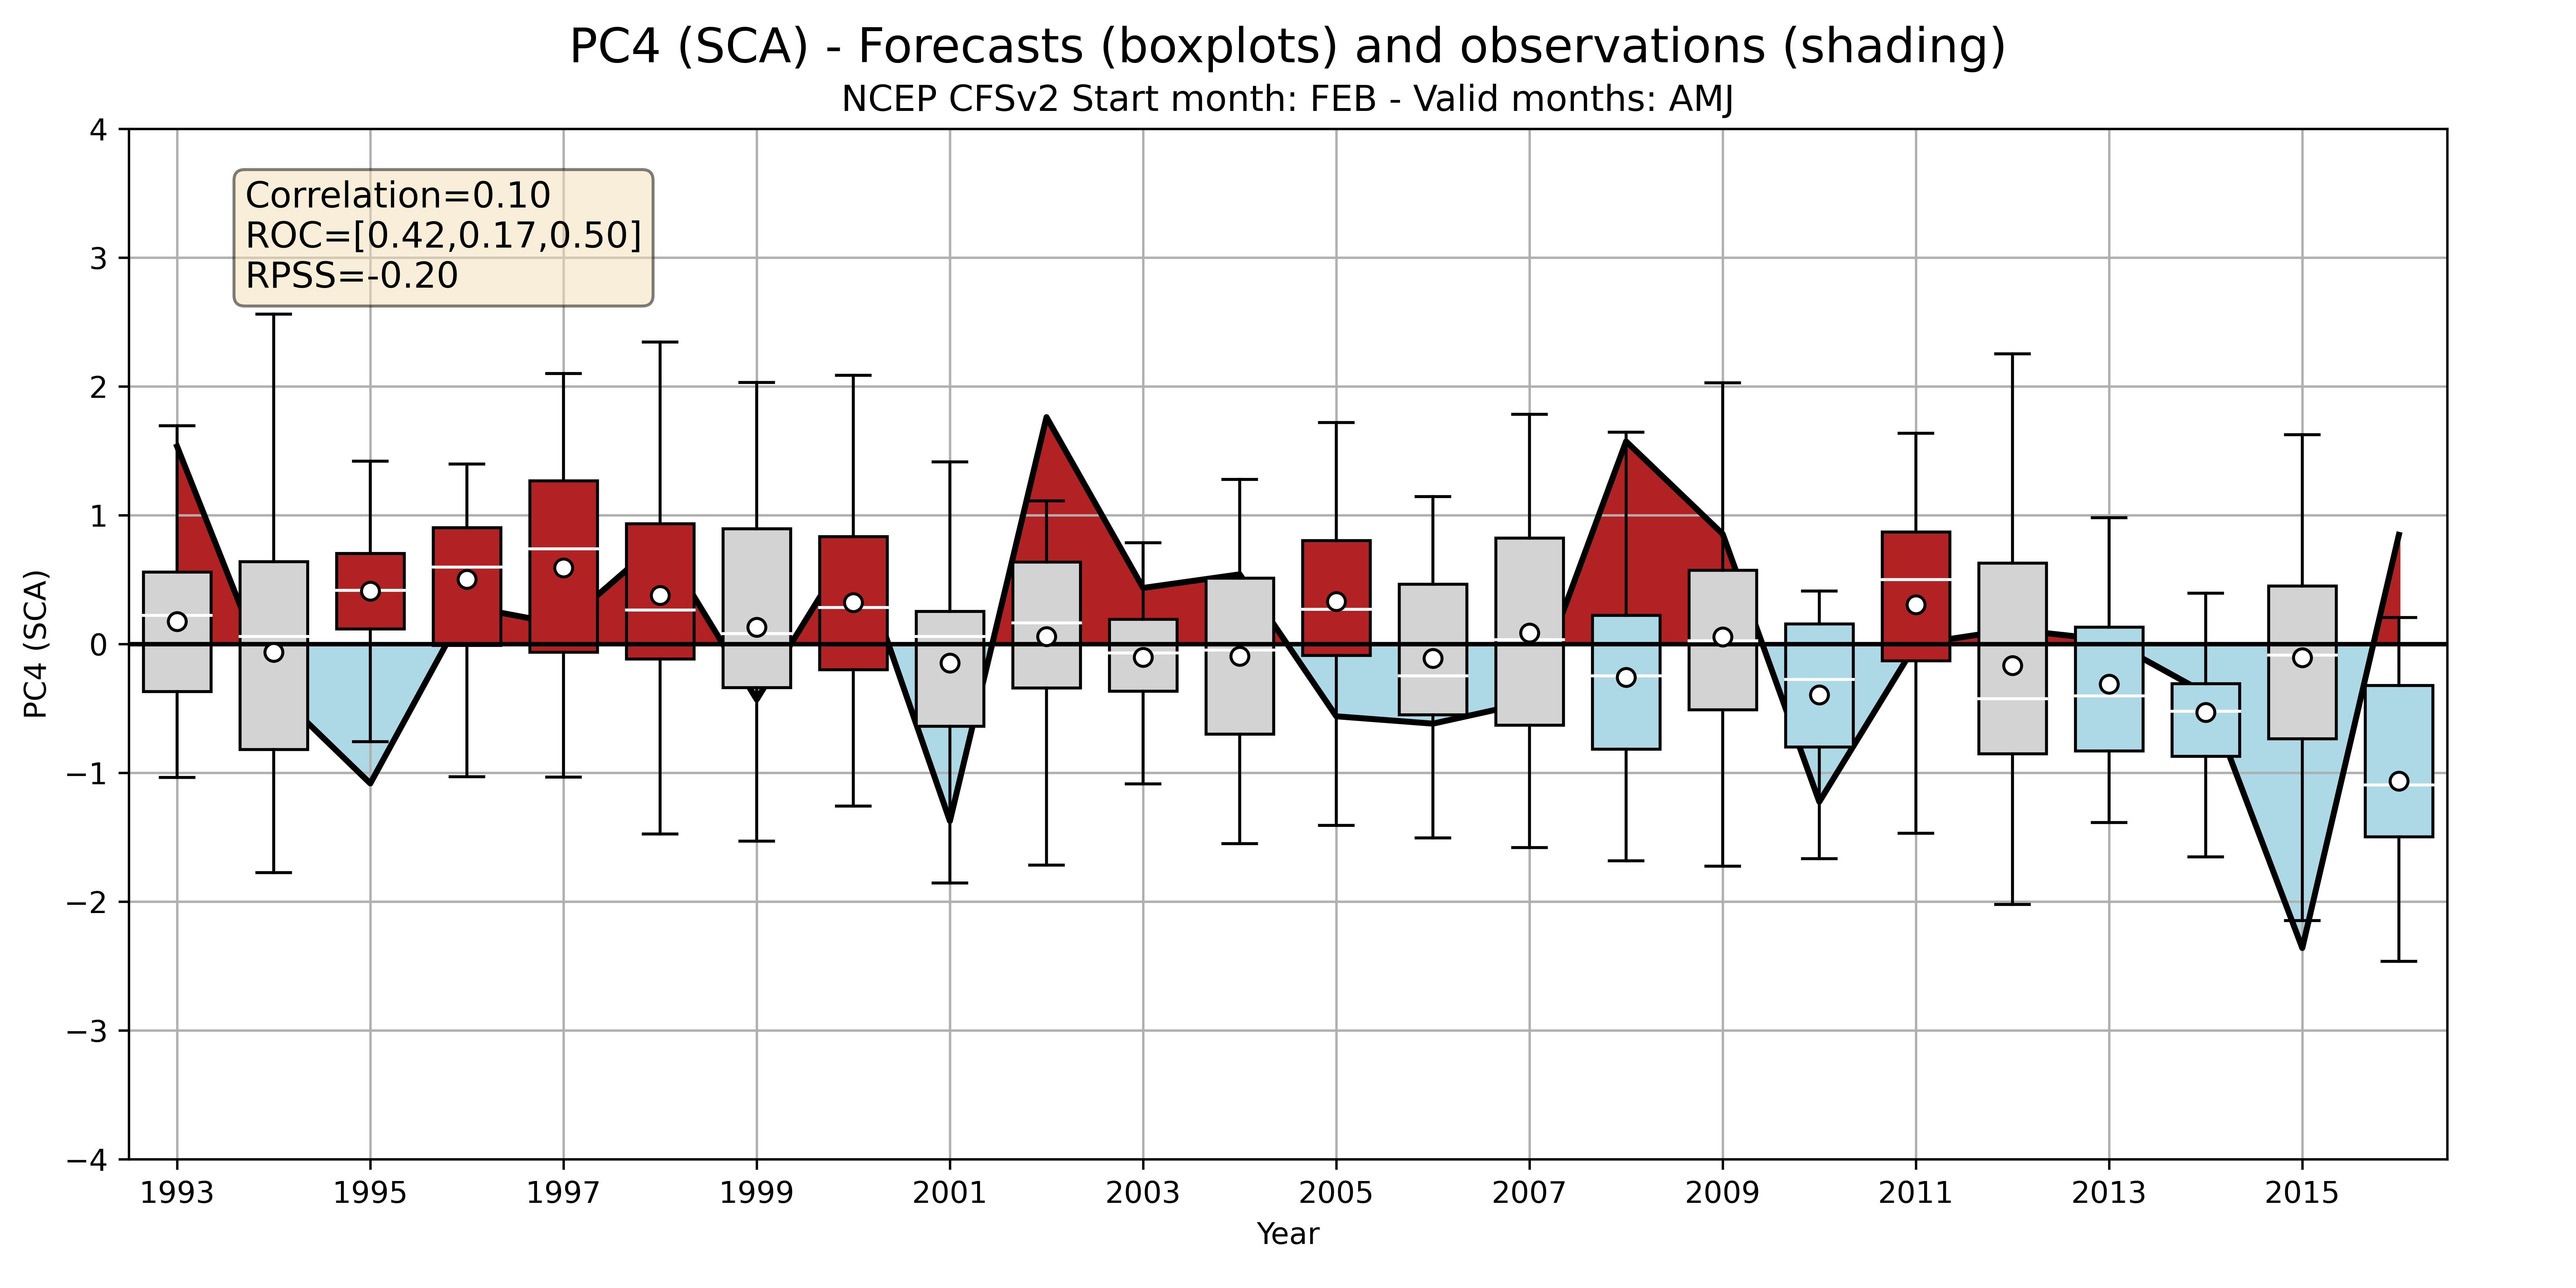 PC4 (SCA) - Forecasts (boxplots) and observations (shading)
NCEP CFSv2 Start month: FEB - Valid months: AMJ
Correlation=0.10
ROC=[0.42,0.17,0.50]
RPSS=-0.20
PC4 (SCA)
4
3
2
1
0
−1
−2
−3
−4
1993 1995 1997 1999 2001 2003 2005 2007 2009 2011 2013 2015
Year